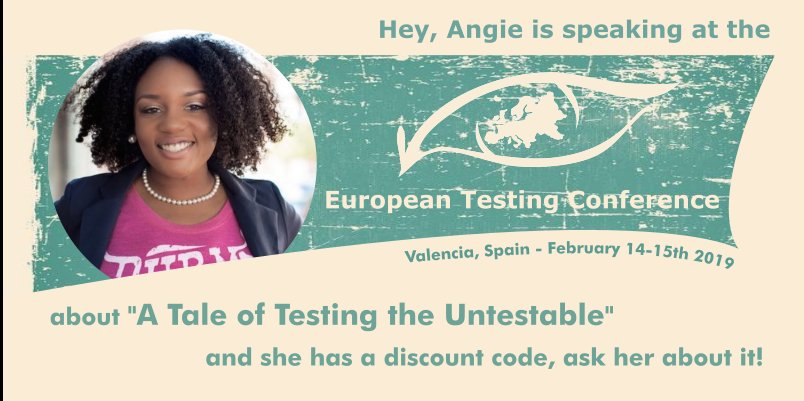 Hey, Angie is speaking at the
European Testing Conference
Valencia, Spain - February 14-15th 2019
about "A Tale of Testing the Untestable"
and she has a discount code, ask her about it!